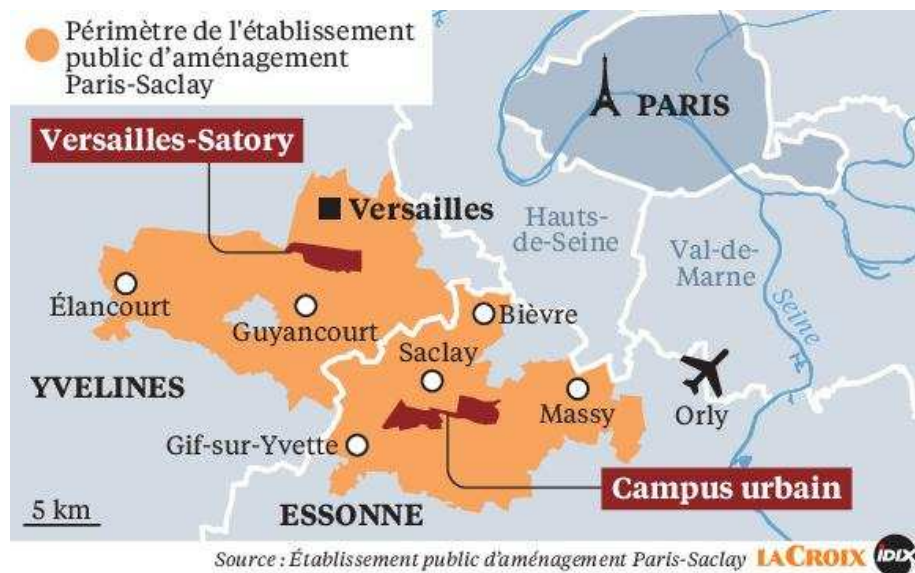 Périmètre de l'établissement
public d’aménagement
Paris-Saclay
Versailles-Satory
PARIS
Versailles
Hauts-
de-Seine
Val-de-
Marne
Seine
Élancourt
Guyancourt
Bièvre
Saclay
YVELINES
Massy
Orly
Gif-sur-Yvette
Campus urbain
ESSONNE
5 km
Source : Établissement public d'aménagement Paris-Saclay LACROIX iDIX